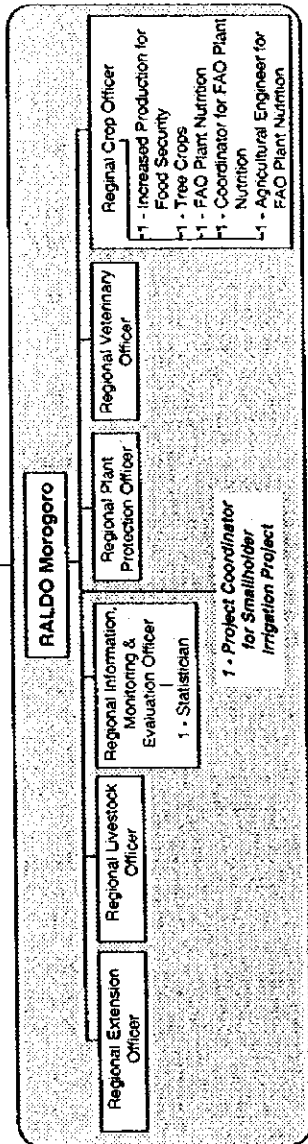 RALDO Morogoro
Regional Extension
Officer
Regional Livestock
Officer
Regional Information,
Monitoring &
Evaluation Officer
1 - Statistician
Regional Plant
Protection Officer
Regional Veterinary
Officer
Reginal Crop Officer
1 - Increased Production for
Food Security
1 - Tree Crops
1 - FAO Plant Nutrition
1 - Coordinator for FAO Plant
Nutrition
1 - Agricultural Engineer for
FAO Plant Nutrition
1 - Project Coordinator
for Smallholder
Irrigation Project